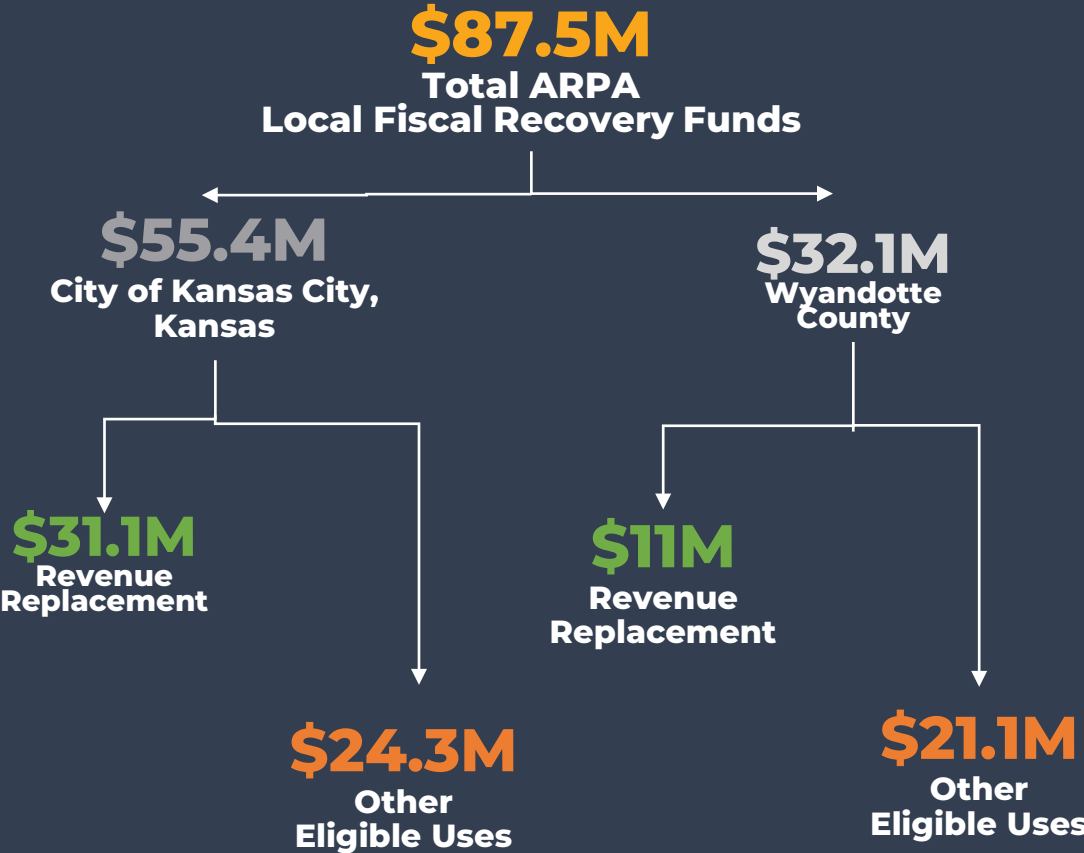 $87.5M
Total ARPA
Local Fiscal Recovery Funds
$55.4M
City of Kansas City,
Kansas
$32.1M
Wyandotte
County
$31.1M
Revenue
Replacement
$24.3M
Other
Eligible Uses
$11M
Revenue
Replacement
$21.1M
Other
Eligible Uses